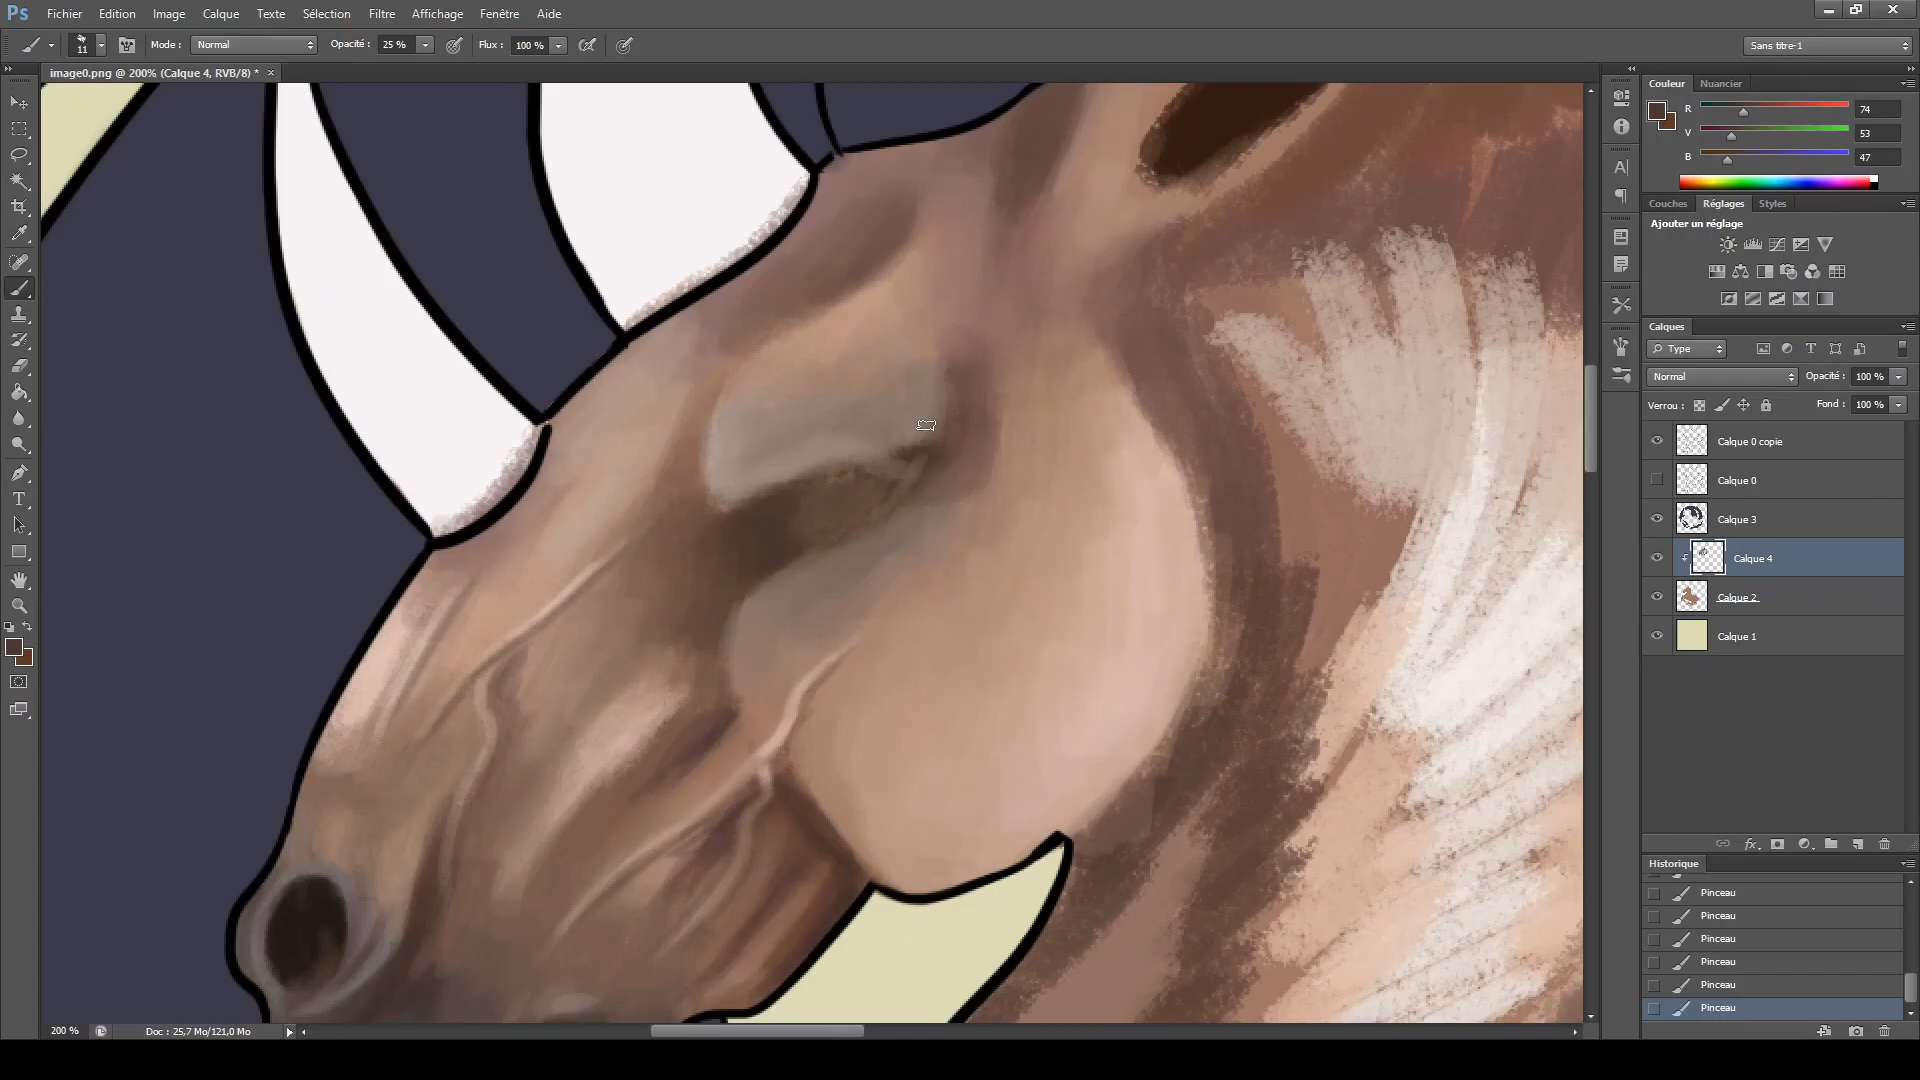 Ps Fichier Edition Image Calque Texte Sélection Filtre Affichage Fenêtre Aide
11 Mode : Normal Opacité : 25 % Flux : 100 % Sans titre-1
image0.png @ 200% (Calque 4, RVB/8) * ×
Couleur Nuancier
R 74
V 53
B 47
Couches Réglages Styles
Ajouter un réglage
Calques
Type
Normal Opacité : 100 %
Verrou : Fond : 100 %
Calque 0 copie
Calque 0
Calque 3
Calque 4
Calque 2
Calque 1
fx
Historique
Pinceau
Pinceau
Pinceau
Pinceau
Pinceau
Pinceau
200 % Doc : 25,7 Mo/121,0 Mo